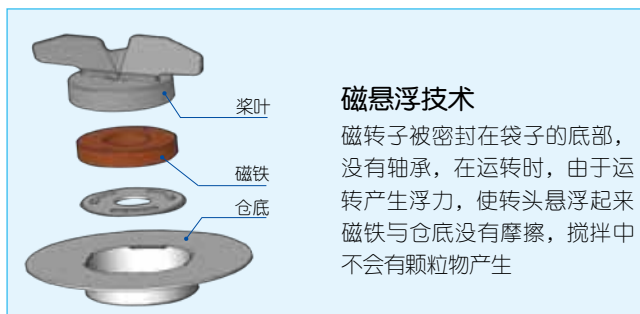 桨叶
磁铁
仓底
磁悬浮技术
磁转子被密封在袋子的底部，
没有轴承，在运转时，由于运
转产生浮力，使转头悬浮起来
磁铁与仓底没有摩擦，搅拌中
不会有颗粒物产生